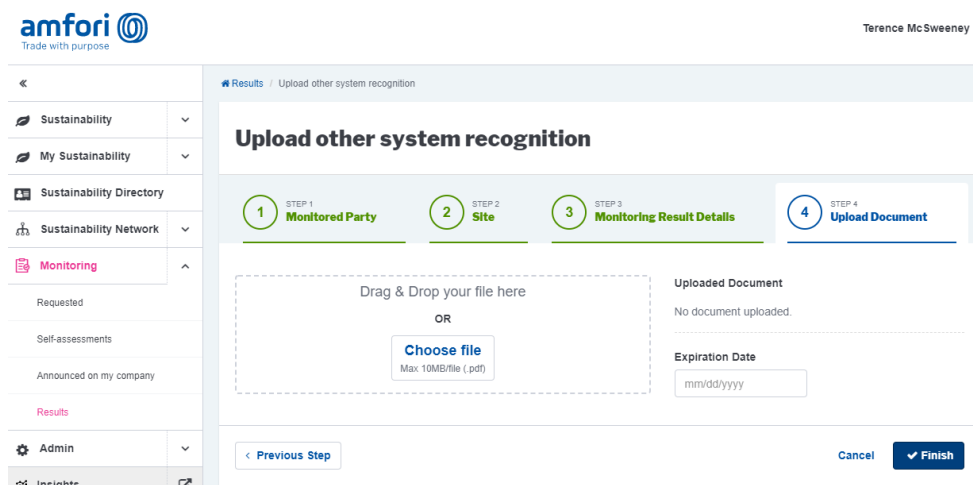 amfori
Trade with purpose
Terence McSweeney
«
Results / Upload other system recognition
Sustainability
My Sustainability
Sustainability Directory
Sustainability Network
Monitoring
Requested
Self-assessments
Announced on my company
Results
Admin
Insights
Upload other system recognition
1 STEP 1
Monitored Party
2 STEP 2
Site
3 STEP 3
Monitoring Result Details
4 STEP 4
Upload Document
Drag & Drop your file here
OR
Choose file
Max 10MB/file (.pdf)
Uploaded Document
No document uploaded.
Expiration Date
mm/dd/yyyy
‹ Previous Step
Cancel
Finish